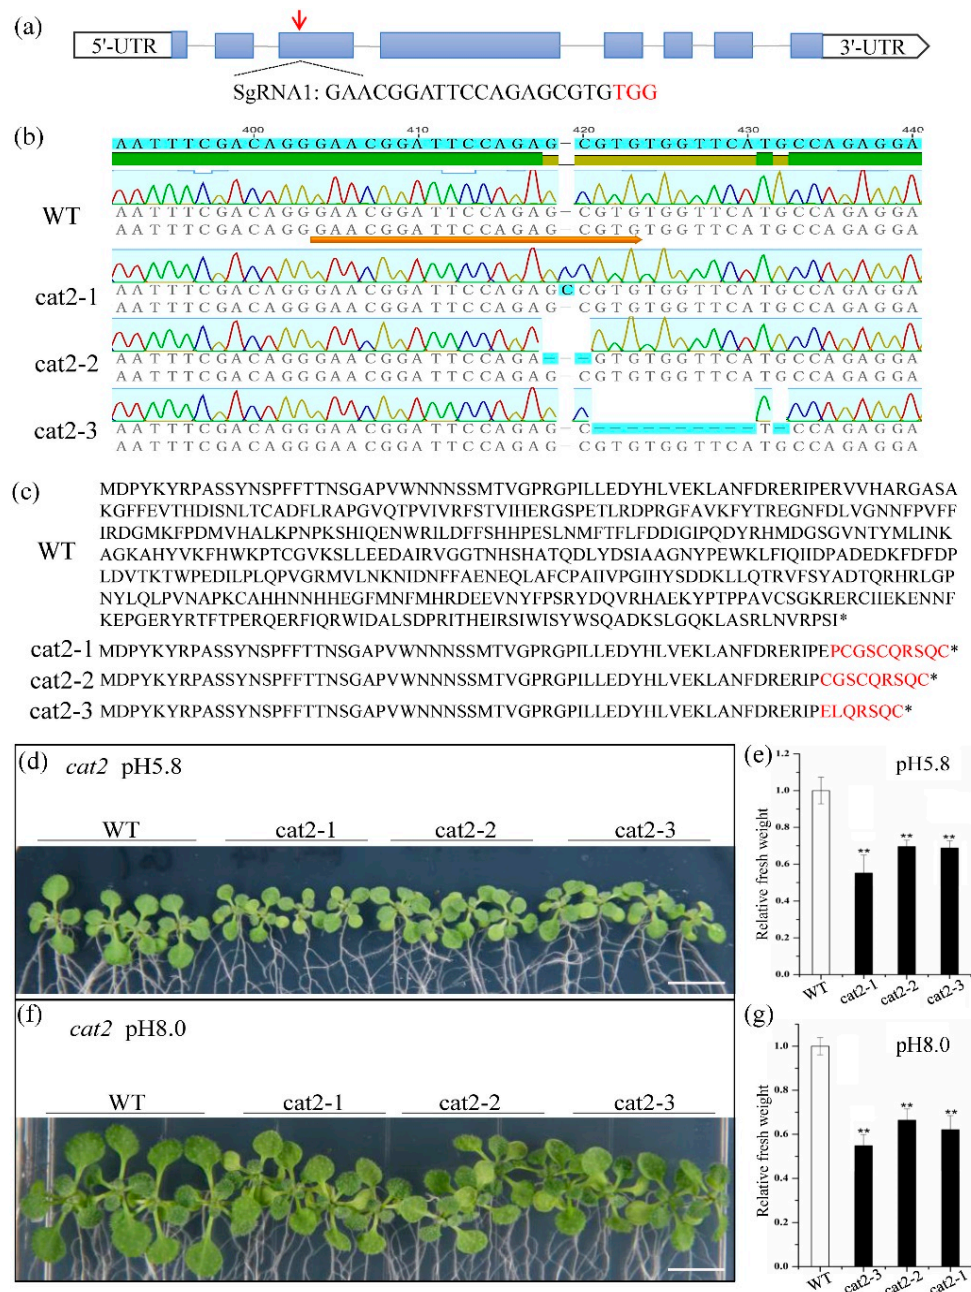 (a)
5'-UTR
3'-UTR
SgRNA1: GAACGGATTCCAGAGCGTGTGG
(b)
400 410 420 430 440
AATTTCGACAGGGAACGGATTCCAGAG-CGTGTGGTTCATGCCAGAGGA
WT
AATTTCGACAGGGAACGGATTCCAGAG-CGTGTGGTTCATGCCAGAGGA
AATTTCGACAGGGAACGGATTCCAGAG-CGTGTGGTTCATGCCAGAGGA
cat2-1
AATTTCGACAGGGAACGGATTCCAGAGCCGTGTGGTTCATGCCAGAGGA
cat2-2
AATTTCGACAGGGAACGGATTCCAGA---GTGTGGTTCATGCCAGAGGA
AATTTCGACAGGGAACGGATTCCAGAG-CGTGTGGTTCATGCCAGAGGA
cat2-3
AATTTCGACAGGGAACGGATTCCAGAG-C----------T-CCAGAGGA
AATTTCGACAGGGAACGGATTCCAGAG-CGTGTGGTTCATGCCAGAGGA
(c)
WT
MDPYKYRPASSYNSPFFTTNSGAPVWNNNSSMTVGPRGPILLEDYHLVEKLANFDRERIPERVVHARGASA
KGFFEVTHDISNLTCADFLRAPGVQTPVIVRFSTVIHERGSPETLRDPRGFAVKFYTREGNFDLVGNNFPVFF
IRDGMKFPDMVHALKPNPKSHIQENWRILDFFSHHPESLNMFTFLFDDIGIPQDYRHMDGSGVNTYMLINK
AGKAHYVKFHWKPTCGVKSLLEEDAIRVGGTNHSHATQDLYDSIAAGNYPEWKLFIQIIDPADEDKFDFDP
LDVTKTWPEDILPLQPVGRMVLNKNIDNFFAENEQLAFCPAIIVPGIHYSDDKLLQTRVFSYADTQRHRLGP
NYLQLPVNAPKCAHHNNHHEGFMNFMHRDEEVNYFPSRYDQVRHAEKYPTPPAVCSGKRERCIIEKENNF
KEPGERYRTFTPERQERFIQRWIDALSDPRITHEIRSIWISYWSQADKSLGQKLASRLNVRPSI*
cat2-1 MDPYKYRPASSYNSPFFTTNSGAPVWNNNSSMTVGPRGPILLEDYHLVEKLANFDRERIPEPCGSCQRSQC*
cat2-2 MDPYKYRPASSYNSPFFTTNSGAPVWNNNSSMTVGPRGPILLEDYHLVEKLANFDRERIPCGSCQRSQC*
cat2-3 MDPYKYRPASSYNSPFFTTNSGAPVWNNNSSMTVGPRGPILLEDYHLVEKLANFDRERIPELQRSQC*
(d) cat2 pH5.8
WT cat2-1 cat2-2 cat2-3
(e)
pH5.8
Relative fresh weight
1.2
1.0
0.8
0.6
0.4
0.2
0.0
** ** **
WT cat2-1 cat2-2 cat2-3
(f) cat2 pH8.0
WT cat2-1 cat2-2 cat2-3
(g)
pH8.0
Relative fresh weight
1.0
0.8
0.6
0.4
0.2
0.0
** ** **
WT cat2-3 cat2-2 cat2-1